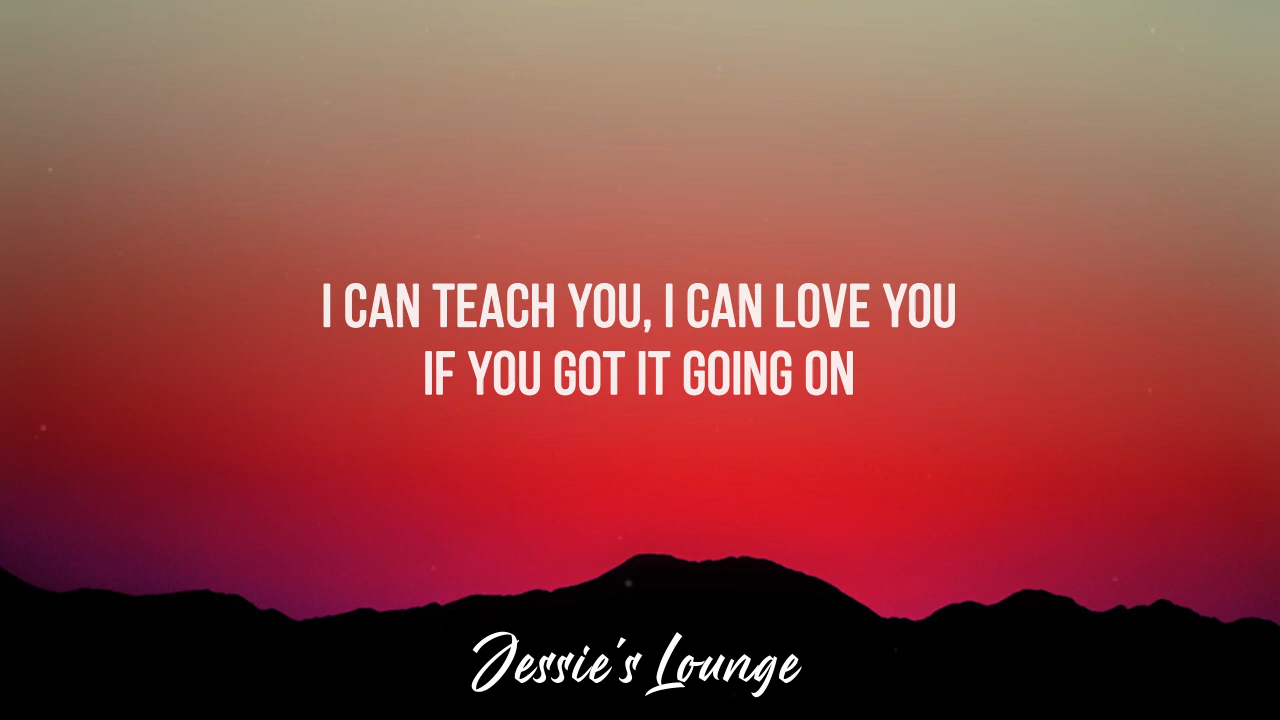 I CAN TEACH YOU, I CAN LOVE YOU
IF YOU GOT IT GOING ON
Jessie's Lounge